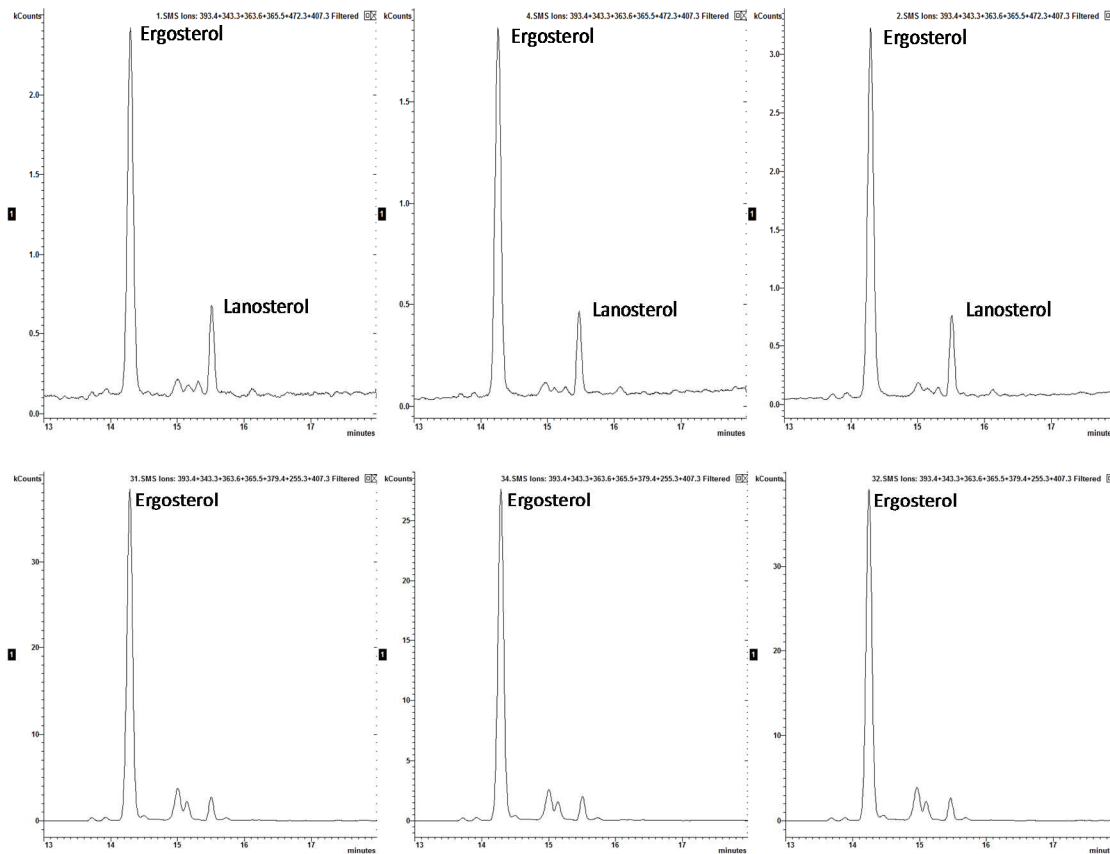 kCounts 1.SMS Ions: 393.4+343.3+363.6+365.5+472.3+407.3 Filtered
Ergosterol
2.0
1.5
1
1.0
Lanosterol
0.5
0.0
13 14 15 16 17
minutes
kCounts 4.SMS Ions: 393.4+343.3+363.6+365.5+472.3+407.3 Filtered
Ergosterol
1.5
1
1.0
0.5
Lanosterol
0.0
13 14 15 16 17
minutes
kCounts 2.SMS Ions: 393.4+343.3+363.6+365.5+472.3+407.3 Filtered
Ergosterol
3.0
2.5
2.0
1
1.5
1.0
Lanosterol
0.5
0.0
13 14 15 16 17
minutes
kCounts 31.SMS Ions: 393.4+343.3+363.6+365.5+379.4+255.3+407.3 Filtered
Ergosterol
30
20
1
10
0
13 14 15 16 17
minutes
kCounts 34.SMS Ions: 393.4+343.3+363.6+365.5+379.4+255.3+407.3 Filtered
Ergosterol
25
20
15
1
10
5
0
13 14 15 16 17
minutes
kCounts 32.SMS Ions: 393.4+343.3+363.6+365.5+379.4+255.3+407.3 Filtered
Ergosterol
30
20
1
10
0
13 14 15 16 17
minutes